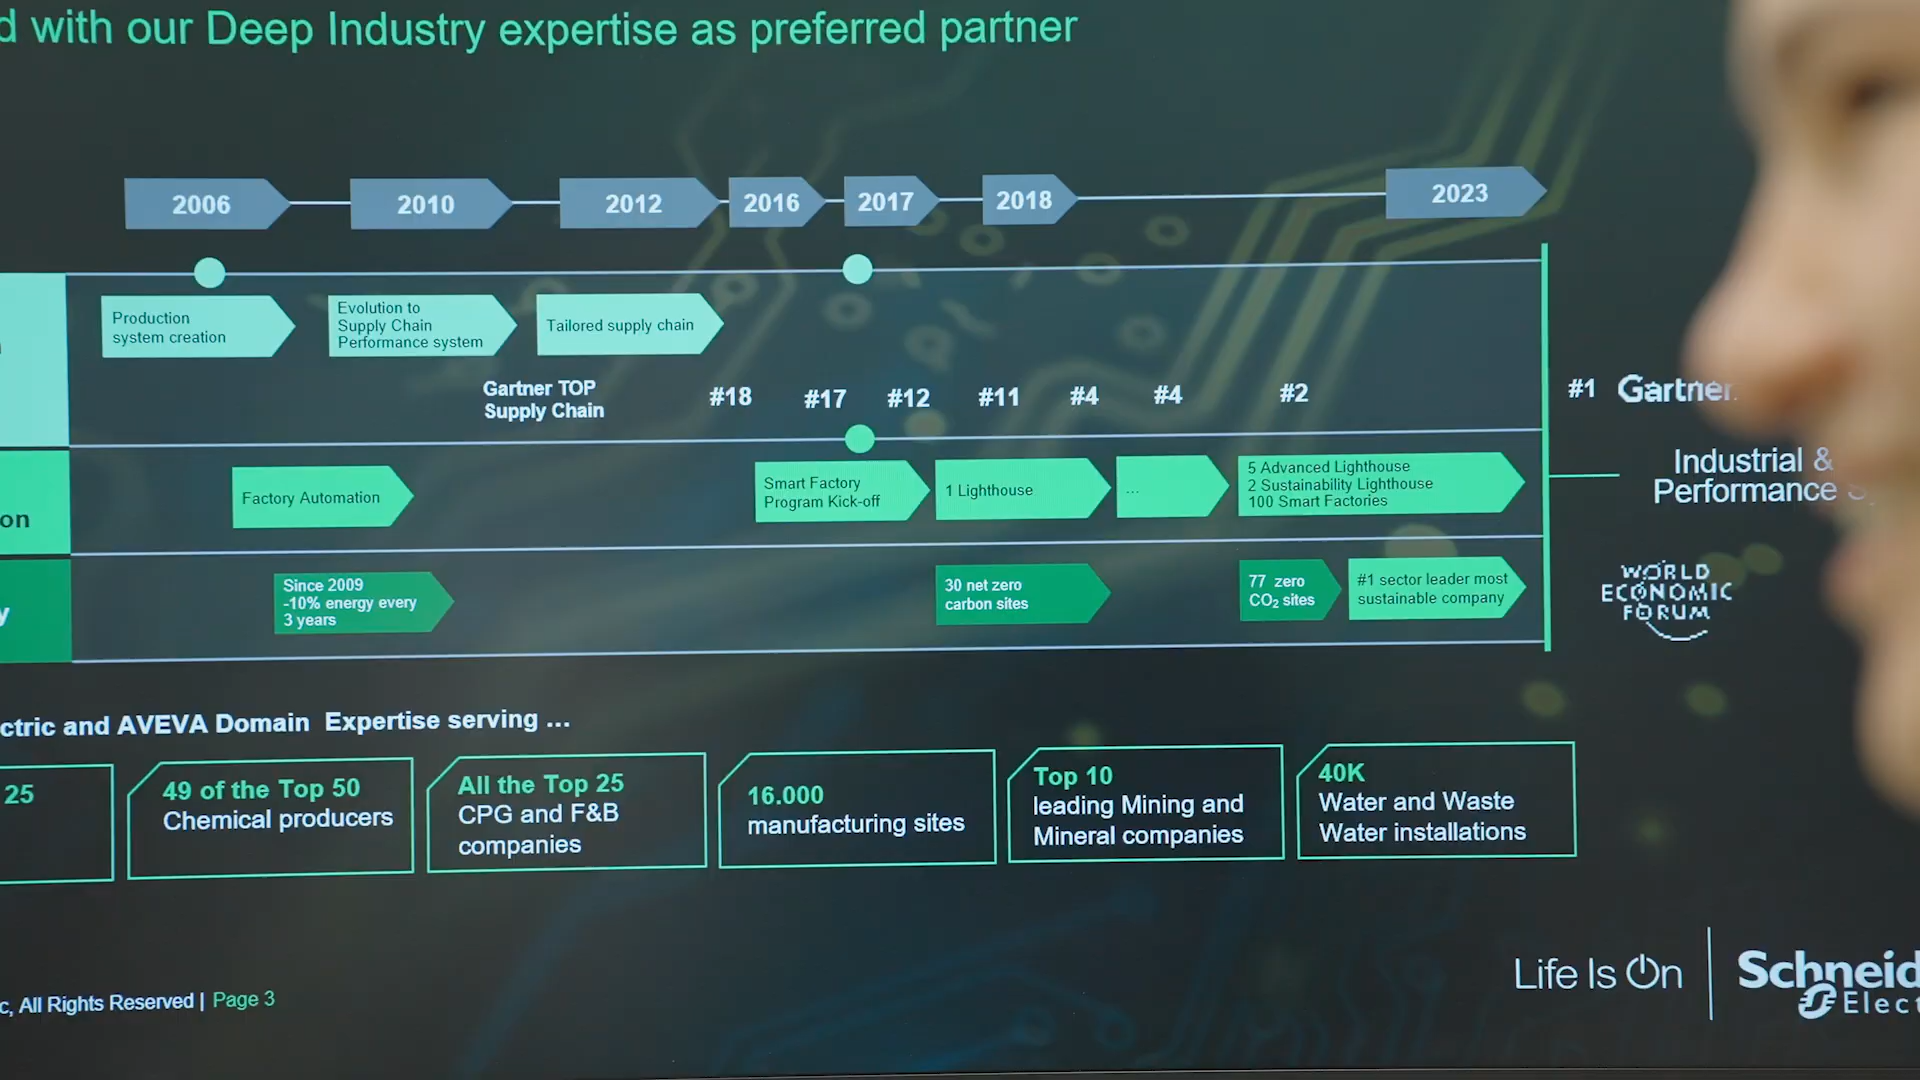 with our Deep Industry expertise as preferred partner
2006
2010
2012
2016
2017
2018
2023
Production
system creation
Evolution to
Supply Chain
Performance system
Tailored supply chain
Gartner TOP
Supply Chain
#18
#17
#12
#11
#4
#4
#2
#1 Gartner
on
Factory Automation
Smart Factory
Program Kick-off
1 Lighthouse
...
5 Advanced Lighthouse
2 Sustainability Lighthouse
100 Smart Factories
Industrial &
Performance
y
Since 2009
-10% energy every
3 years
30 net zero
carbon sites
77 zero
CO₂ sites
#1 sector leader most
sustainable company
WORLD
ECONOMIC
FORUM
ctric and AVEVA Domain Expertise serving ...
25
49 of the Top 50
Chemical producers
All the Top 25
CPG and F&B
companies
16.000
manufacturing sites
Top 10
leading Mining and
Mineral companies
40K
Water and Waste
Water installations
c, All Rights Reserved | Page 3
Life Is On
Schneid
Elect